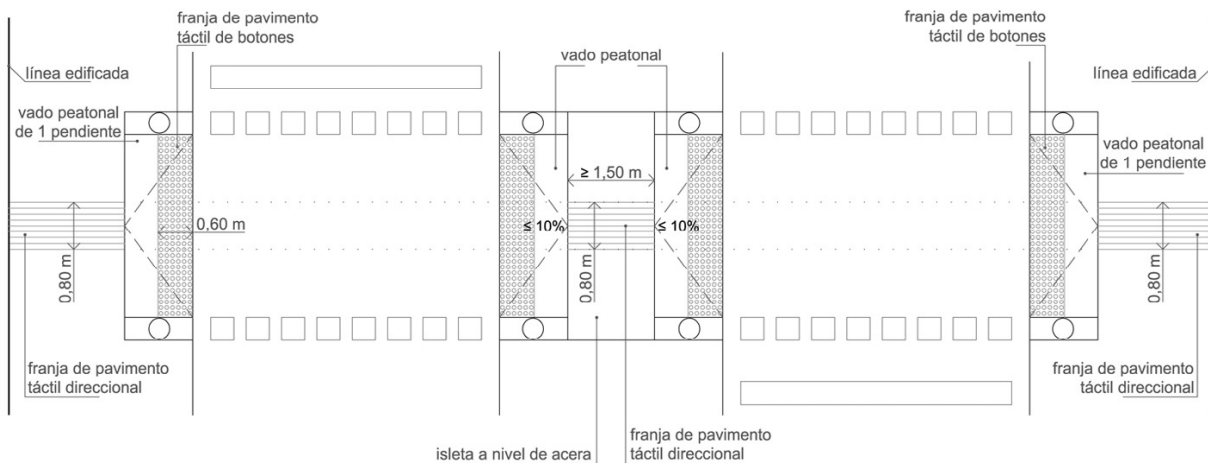 franja de pavimento
táctil de botones
línea edificada
vado peatonal
de 1 pendiente
vado peatonal
franja de pavimento
táctil de botones
línea edificada
vado peatonal
de 1 pendiente
0,80 m
0.60 m
≥ 1,50 m
≤ 10%
0,80 m
≤ 10%
0,80 m
franja de pavimento
táctil direccional
isleta a nivel de acera
franja de pavimento
táctil direccional
franja de pavimento
táctil direccional